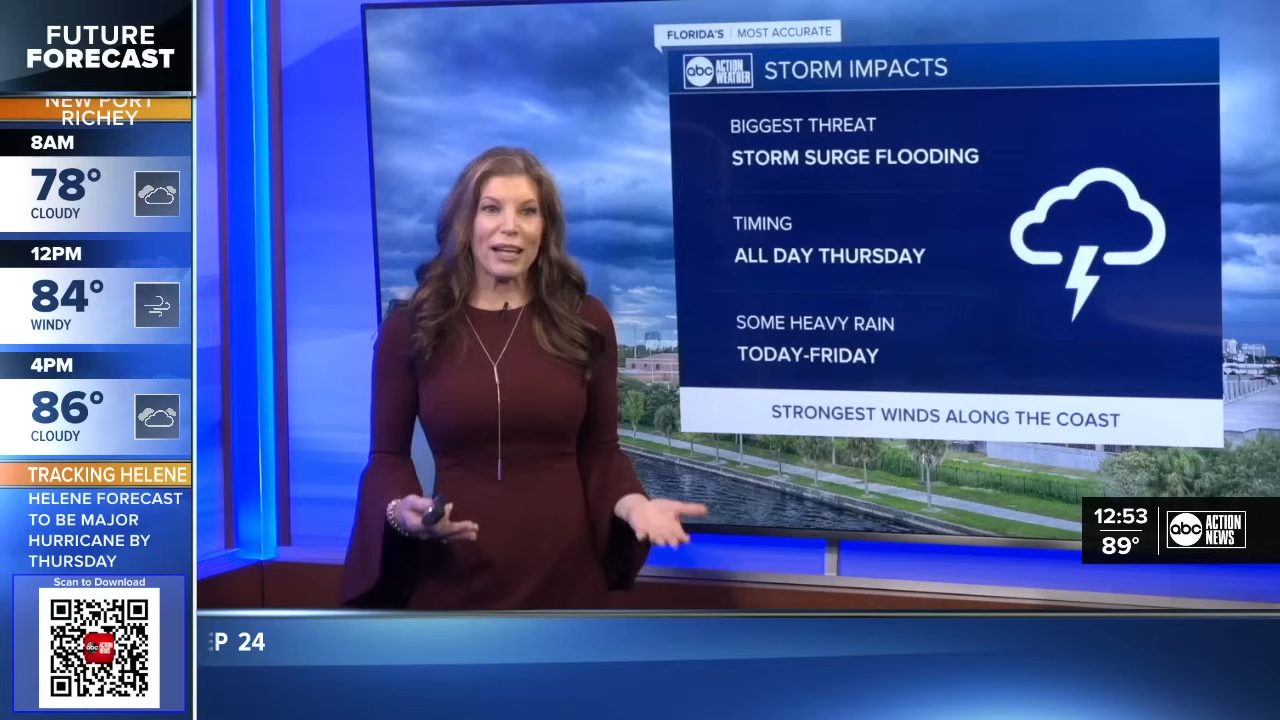 FUTURE
FORECAST
NEW PORT
RICHEY
8AM
78°
CLOUDY
12PM
84°
WINDY
4PM
86°
CLOUDY
TRACKING HELENE
HELENE FORECAST
TO BE MAJOR
HURRICANE BY
THURSDAY
Scan to Download
abc ACTION NEWS
FLORIDA'S | MOST ACCURATE
abc ACTION WEATHER
STORM IMPACTS
BIGGEST THREAT
STORM SURGE FLOODING
TIMING
ALL DAY THURSDAY
SOME HEAVY RAIN
TODAY-FRIDAY
STRONGEST WINDS ALONG THE COAST
12:53
89°
abc ACTION NEWS
P 24